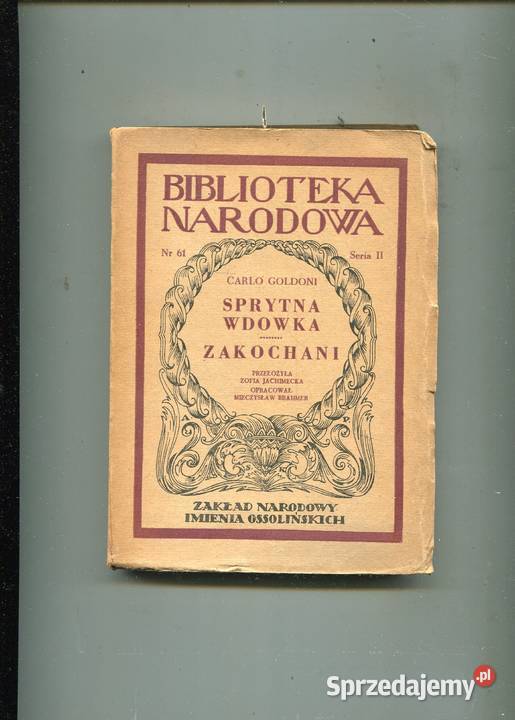 BIBLIOTEKA
NARODOWA
Nr 61 Seria II
CARLO GOLDONI
SPRYTNA
WDOWKA
ZAKOCHANI
PRZEŁOŻYŁA
ZOFIA JACHIMECKA
OPRACOWAŁ
MIECZYSŁAW BRAHMER
ZAKŁAD NARODOWY
IMIENIA OSSOLIŃSKICH
Sprzedajemy.pl